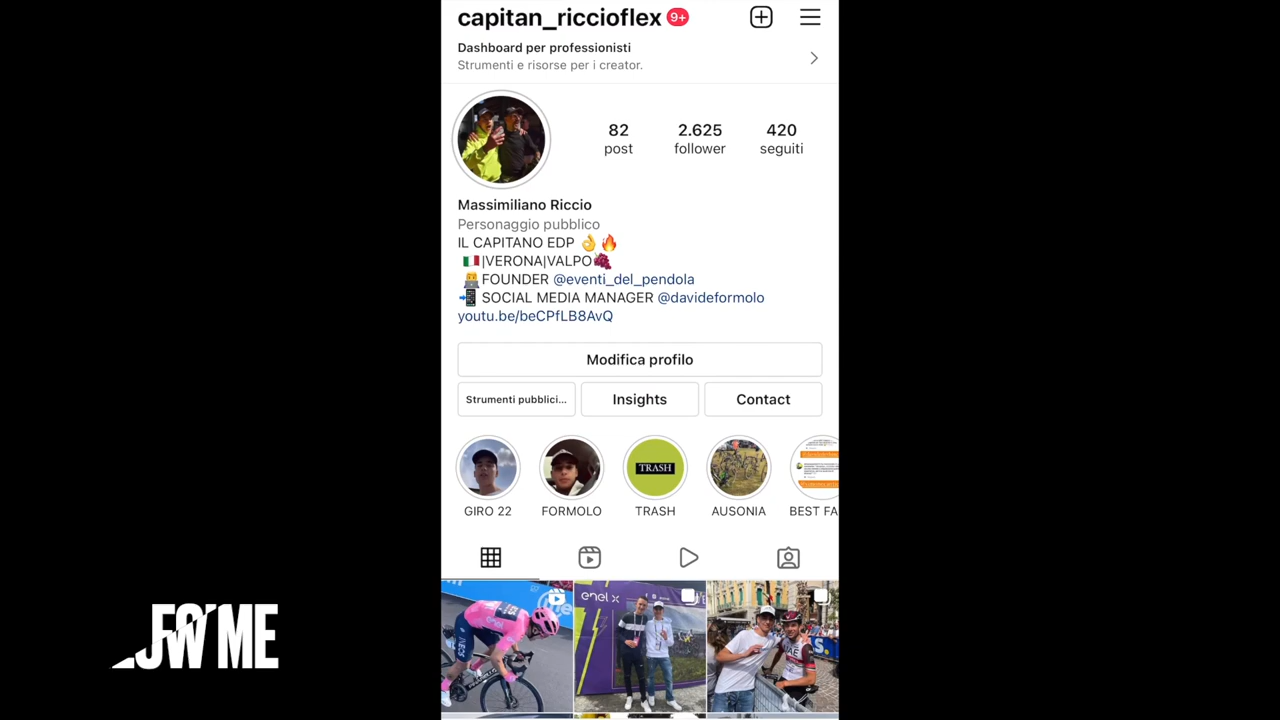 capitan_riccioflex 9+
Dashboard per professionisti
Strumenti e risorse per i creator.
82 2.625 420
post follower seguiti
Massimiliano Riccio
Personaggio pubblico
IL CAPITANO EDP 👌🔥
🇮🇹|VERONA|VALPO🍇
👨‍💻FOUNDER @eventi_del_pendola
📲 SOCIAL MEDIA MANAGER @davideformolo
youtu.be/beCPfLB8AvQ
Modifica profilo
Strumenti pubblici... Insights Contact
TRASH
GIRO 22 FORMOLO TRASH AUSONIA BEST FA
enel x
UAE
ME